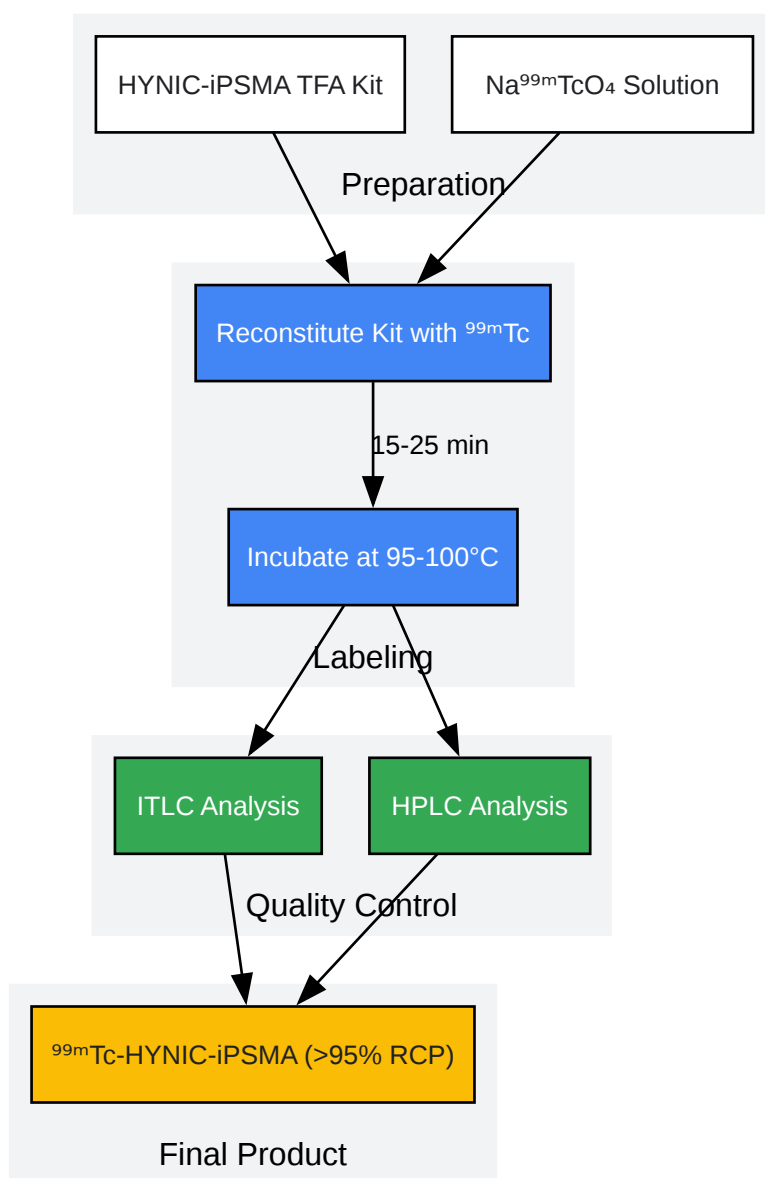 HYNIC-iPSMA TFA Kit
Na⁹⁹ᵐTcO₄ Solution
Preparation
Reconstitute Kit with ⁹⁹ᵐTc
15-25 min
Incubate at 95-100°C
Labeling
ITLC Analysis
HPLC Analysis
Quality Control
⁹⁹ᵐTc-HYNIC-iPSMA (>95% RCP)
Final Product